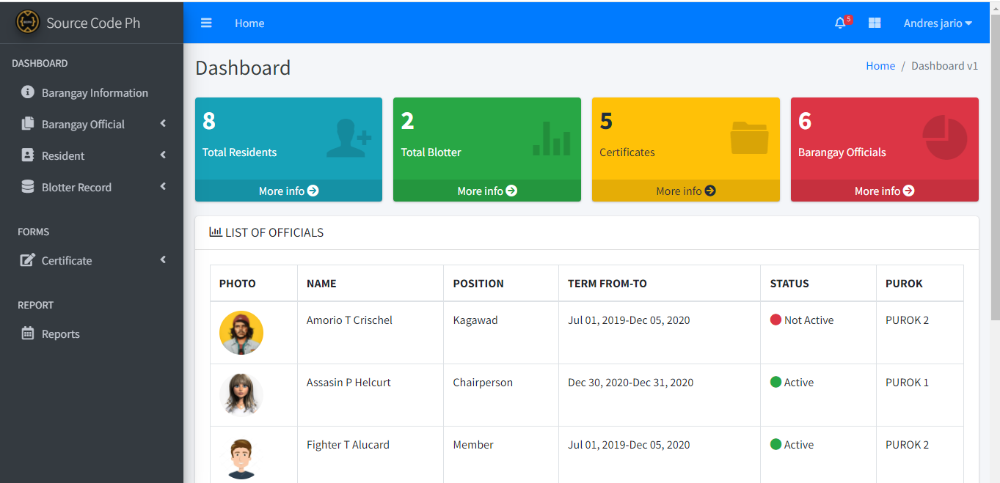 Source Code Ph
Home
5
Andres jario
DASHBOARD
Barangay Information
Barangay Official
Resident
Blotter Record
FORMS
Certificate
REPORT
Reports
Dashboard
Home / Dashboard v1
8
Total Residents
More info
2
Total Blotter
More info
5
Certificates
More info
6
Barangay Officials
More info
LIST OF OFFICIALS
PHOTO NAME POSITION TERM FROM-TO STATUS PUROK
Amorio T Crischel Kagawad Jul 01, 2019-Dec 05, 2020 Not Active PUROK 2
Assasin P Helcurt Chairperson Dec 30, 2020-Dec 31, 2020 Active PUROK 1
Fighter T Alucard Member Jul 01, 2019-Dec 05, 2020 Active PUROK 2